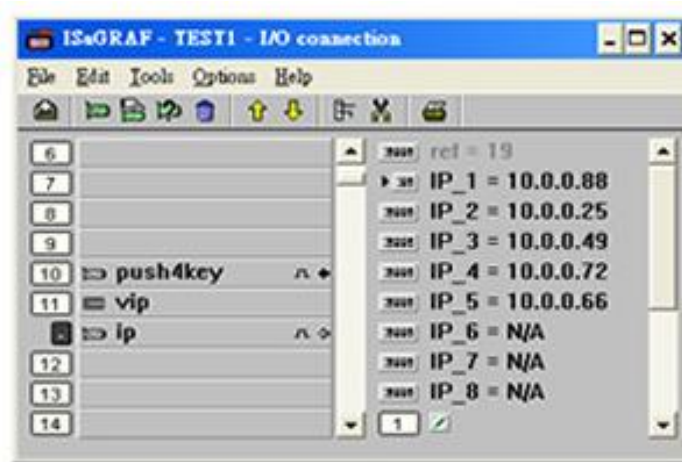 ISaGRAF - TEST1 - I/O connection
File Edit Tools Options Help
6
7
8
9
10 push4key
11 vip
ip
12
13
14
ref = 19
IP_1 = 10.0.0.88
IP_2 = 10.0.0.25
IP_3 = 10.0.0.49
IP_4 = 10.0.0.72
IP_5 = 10.0.0.66
IP_6 = N/A
IP_7 = N/A
IP_8 = N/A
1